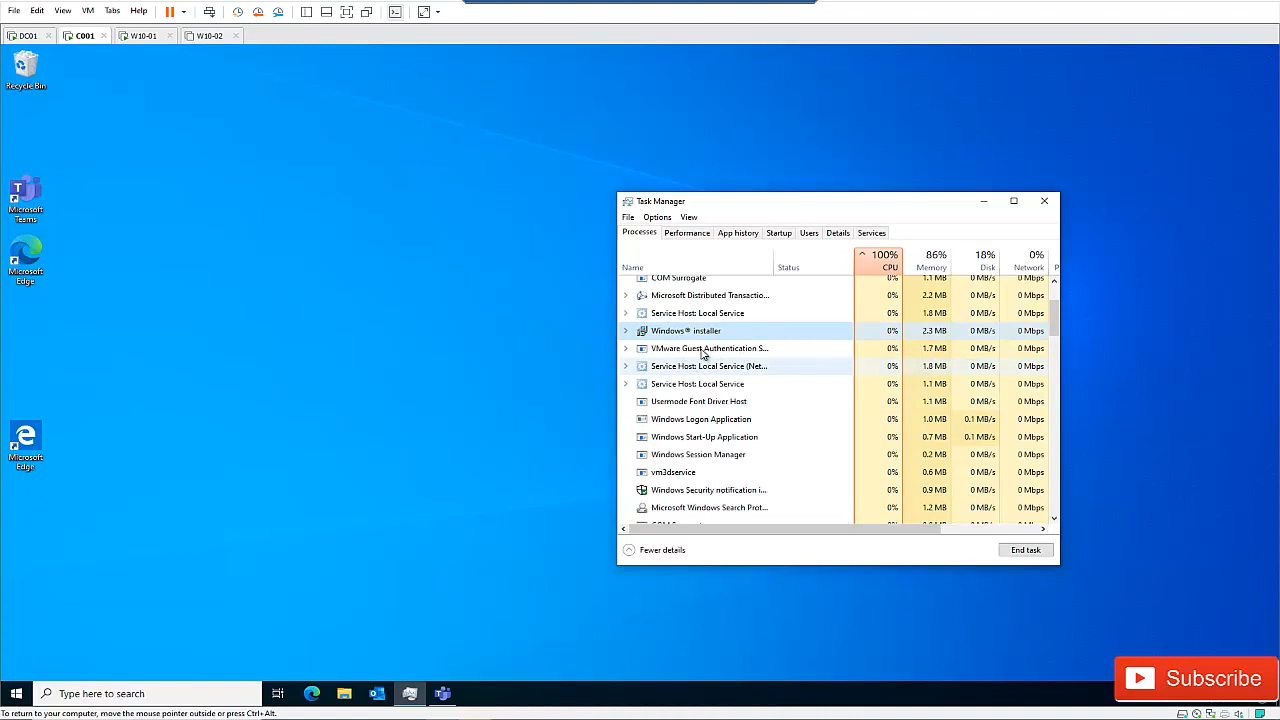 File Edit View VM Tabs Help
DC01 C001 W10-01 W10-02
Recycle Bin
Microsoft
Teams
Microsoft
Edge
Microsoft
Edge
Task Manager
File Options View
Processes Performance App history Startup Users Details Services
100% 86% 18% 0%
Name Status CPU Memory Disk Network P
COM Surrogate 0% 1.1 MB 0 MB/s 0 Mbps
Microsoft Distributed Transactio... 0% 2.2 MB 0 MB/s 0 Mbps
Service Host: Local Service 0% 1.8 MB 0 MB/s 0 Mbps
Windows® installer 0% 2.3 MB 0 MB/s 0 Mbps
VMware Guest Authentication S... 0% 1.7 MB 0 MB/s 0 Mbps
Service Host: Local Service (Net... 0% 1.8 MB 0 MB/s 0 Mbps
Service Host: Local Service 0% 1.1 MB 0 MB/s 0 Mbps
Usermode Font Driver Host 0% 1.1 MB 0 MB/s 0 Mbps
Windows Logon Application 0% 1.0 MB 0.1 MB/s 0 Mbps
Windows Start-Up Application 0% 0.7 MB 0.1 MB/s 0 Mbps
Windows Session Manager 0% 0.2 MB 0 MB/s 0 Mbps
vm3dservice 0% 0.6 MB 0 MB/s 0 Mbps
Windows Security notification i... 0% 0.9 MB 0 MB/s 0 Mbps
Microsoft Windows Search Prot... 0% 1.2 MB 0 MB/s 0 Mbps
Fewer details End task
Subscribe
Type here to search
To return to your computer, move the mouse pointer outside or press Ctrl+Alt.